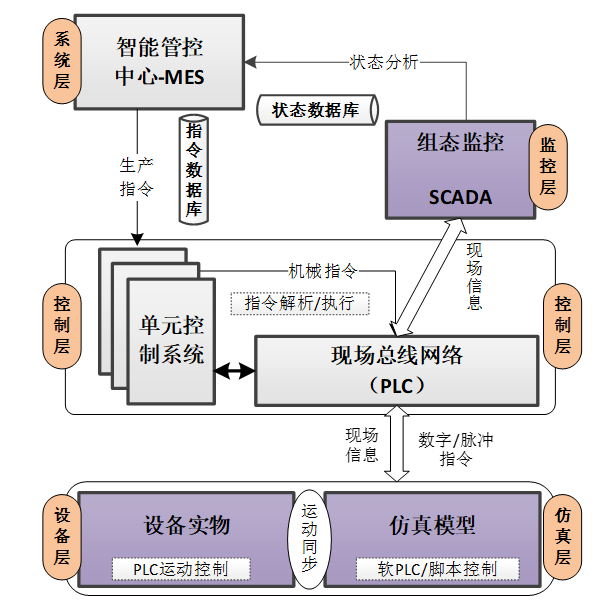 系统层
智能管控
中心-MES
状态分析
状态数据库
指令数据库
生产
指令
组态监控
SCADA
监控层
现场信息
控制层
机械指令
指令解析/执行
单元控
制系统
现场总线网络
（PLC）
控制层
现场
信息
数字/脉冲
指令
设备层
设备实物
PLC运动控制
运动同步
仿真模型
软PLC/脚本控制
仿真层